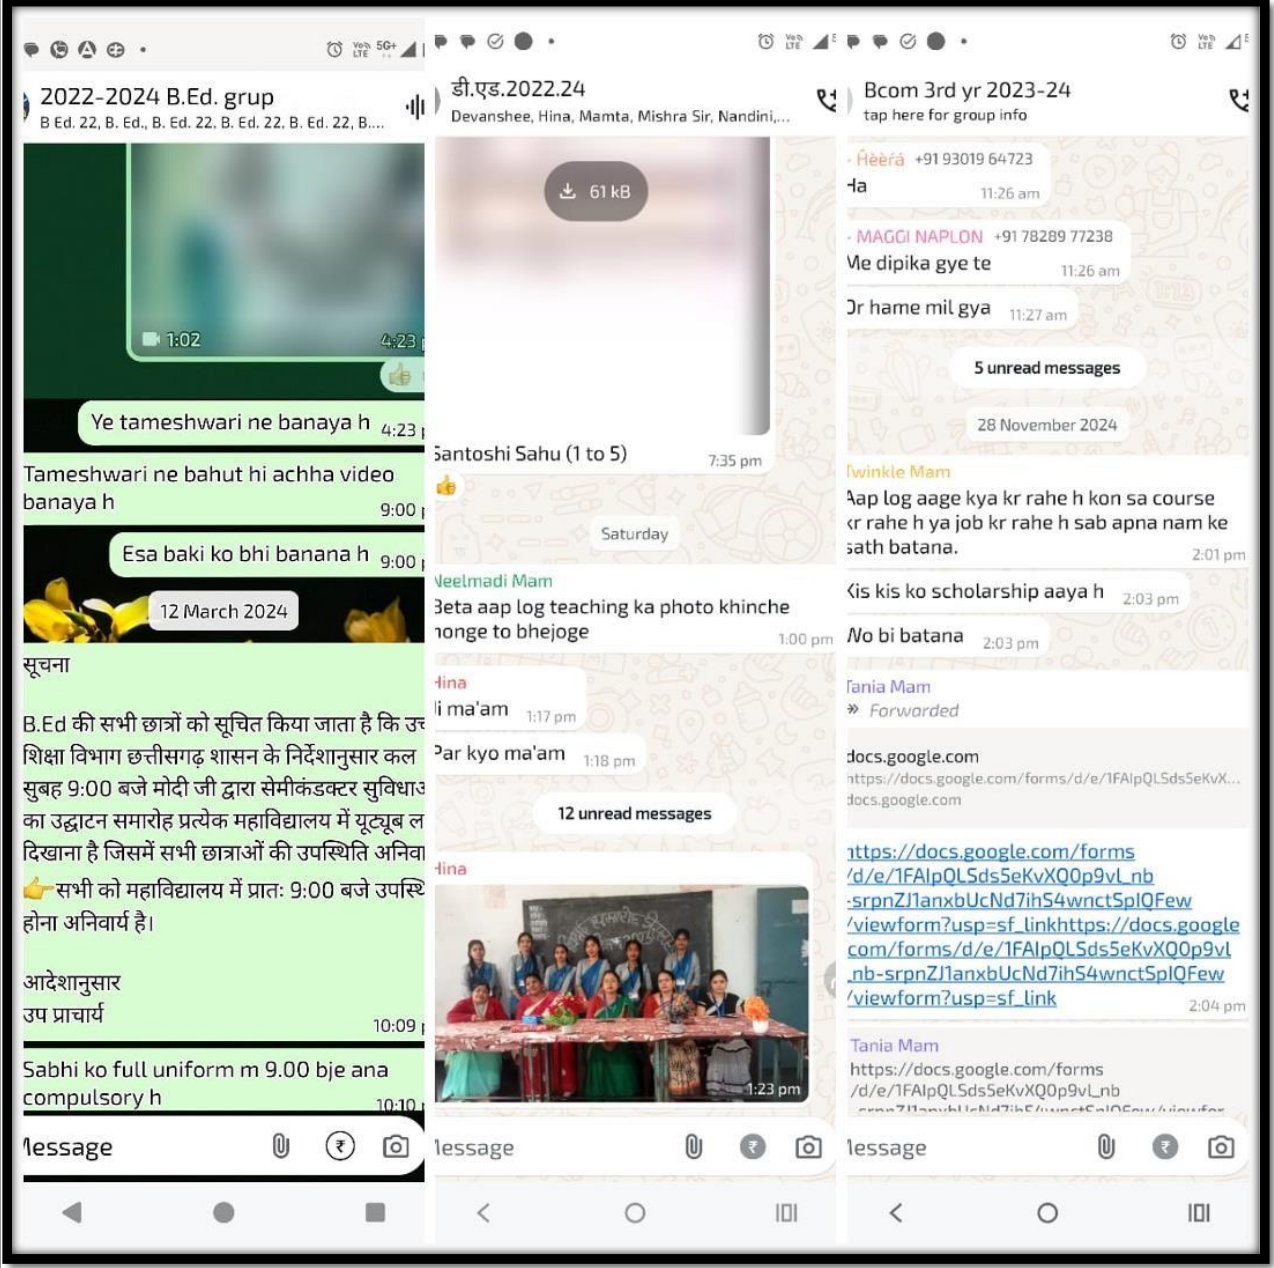 2022-2024 B.Ed. grup
B Ed. 22, B. Ed., B. Ed. 22, B. Ed. 22, B. Ed. 22, B....
1:02
4:23
Ye tameshwari ne banaya h 4:23
Tameshwari ne bahut hi achha video
banaya h
9:00
Esa baki ko bhi banana h 9:00
12 March 2024
सूचना
B.Ed की सभी छात्रों को सूचित किया जाता है कि उच
शिक्षा विभाग छत्तीसगढ़ शासन के निर्देशानुसार कल
सुबह 9:00 बजे मोदी जी द्वारा सेमीकंडक्टर सुविधाअ
का उद्घाटन समारोह प्रत्येक महाविद्यालय में यूट्यूब ल
दिखाना है जिसमें सभी छात्राओं की उपस्थिति अनिवा
👉सभी को महाविद्यालय में प्रातः 9:00 बजे उपस्थि
होना अनिवार्य है।
आदेशानुसार
उप प्राचार्य
10:09
Sabhi ko full uniform m 9.00 bje ana
compulsory h
10:10
Message
डी.एड.2022.24
Devanshee, Hina, Mamta, Mishra Sir, Nandini,...
61 kB
Santoshi Sahu (1 to 5)
7:35 pm
Saturday
Neelmadi Mam
Beta aap log teaching ka photo khinche
honge to bhejoge
1:00 pm
Hina
Ji ma'am 1:17 pm
Par kyo ma'am 1:18 pm
12 unread messages
Hina
1:23 pm
Message
Bcom 3rd yr 2023-24
tap here for group info
~ Ĥèèŕá +91 93019 64723
Ha
11:26 am
~ MAGGI NAPLON +91 78289 77238
Me dipika gye te
11:26 am
Or hame mil gya 11:27 am
5 unread messages
28 November 2024
Twinkle Mam
Aap log aage kya kr rahe h kon sa course
kr rahe h ya job kr rahe h sab apna nam ke
sath batana.
2:01 pm
Kis kis ko scholarship aaya h 2:03 pm
Wo bi batana 2:03 pm
Tania Mam
Forwarded
docs.google.com
https://docs.google.com/forms/d/e/1FAIpQLSds5eKvX...
docs.google.com
https://docs.google.com/forms
/d/e/1FAIpQLSds5eKvXQ0p9vl_nb
-srpnZJ1anxbUcNd7ihS4wnctSpIQFew
/viewform?usp=sf_linkhttps://docs.google
com/forms/d/e/1FAIpQLSds5eKvXQ0p9vl
_nb-srpnZJ1anxbUcNd7ihS4wnctSpIQFew
/viewform?usp=sf_link
2:04 pm
Tania Mam
https://docs.google.com/forms
/d/e/1FAIpQLSds5eKvXQ0p9vl_nb
Message